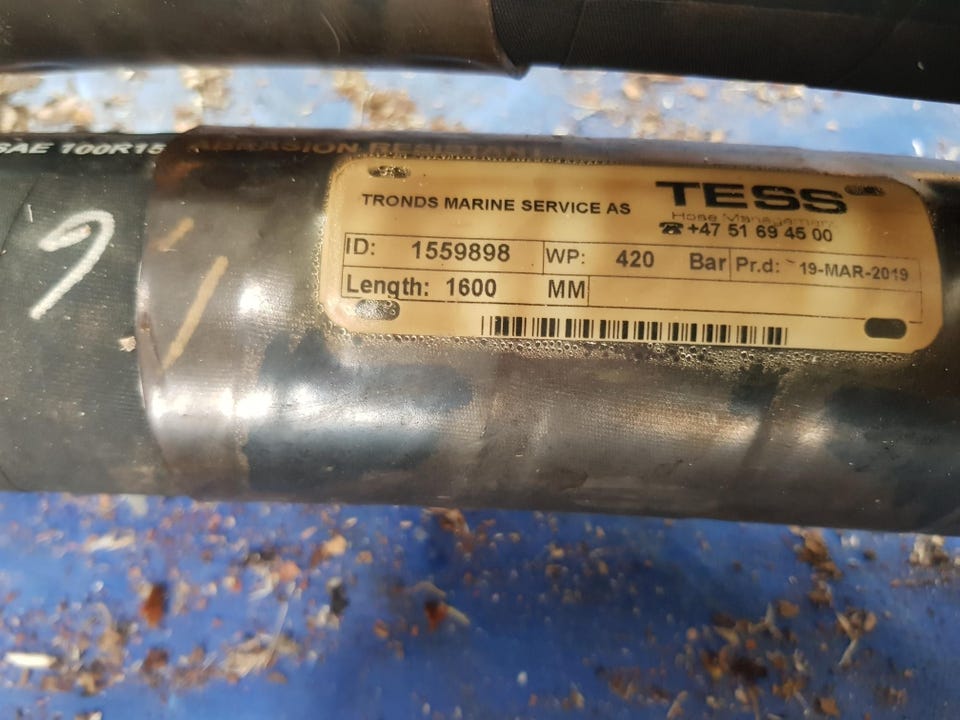 SAE 100R15 ABRASION RESISTANT
TESS
TRONDS MARINE SERVICE AS
Hose Management
☎ +47 51 69 45 00
ID: 1559898 WP: 420 Bar Pr.d: 19-MAR-2019
Length: 1600 MM